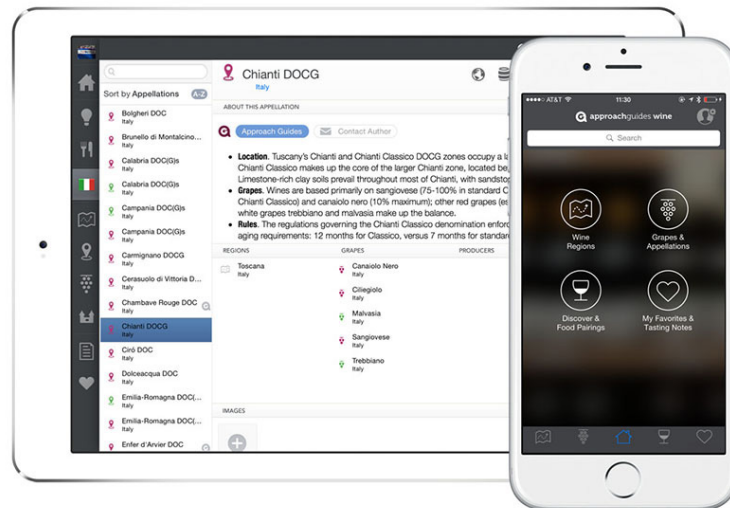 Sort by Appellations A-Z
Bolgheri DOC
Italy
Brunello di Montalcino...
Italy
Calabria DOC(G)s
Italy
Calabria DOC(G)s
Italy
Campania DOC(G)s
Italy
Campania DOC(G)s
Italy
Carmignano DOCG
Italy
Cerasuolo di Vittoria D...
Italy
Chambave Rouge DOC
Italy
Chianti DOCG
Italy
Cirò DOC
Italy
Dolceacqua DOC
Italy
Emilia-Romagna DOC(...
Italy
Emilia-Romagna DOC(...
Italy
Enfer d'Arvier DOC
Italy
Chianti DOCG
Italy
ABOUT THIS APPELLATION
Approach Guides Contact Author
• Location. Tuscany's Chianti and Chianti Classico DOCG zones occupy a
Classico makes up the core of the larger Chianti zone, located
Limestone-rich clay soils prevail throughout most of Chianti, with
• Grapes. Wines are based primarily on sangiovese (75-100% in standard
Chianti Classico) and canaiolo nero (10% maximum); other red grapes
white grapes trebbiano and malvasia make up the balance.
• Rules. The regulations governing the Chianti Classico denomination
aging requirements: 12 months for Classico, versus 7 months for
REGIONS GRAPES PRODUCERS
Toscana
Italy
Canaiolo Nero
Italy
Ciliegiolo
Italy
Malvasia
Italy
Sangiovese
Italy
Trebbiano
Italy
IMAGES
AT&T 11:30
approachguides wine
Search
Wine
Regions
Grapes &
Appellations
Discover &
Food Pairings
My Favorites &
Tasting Notes